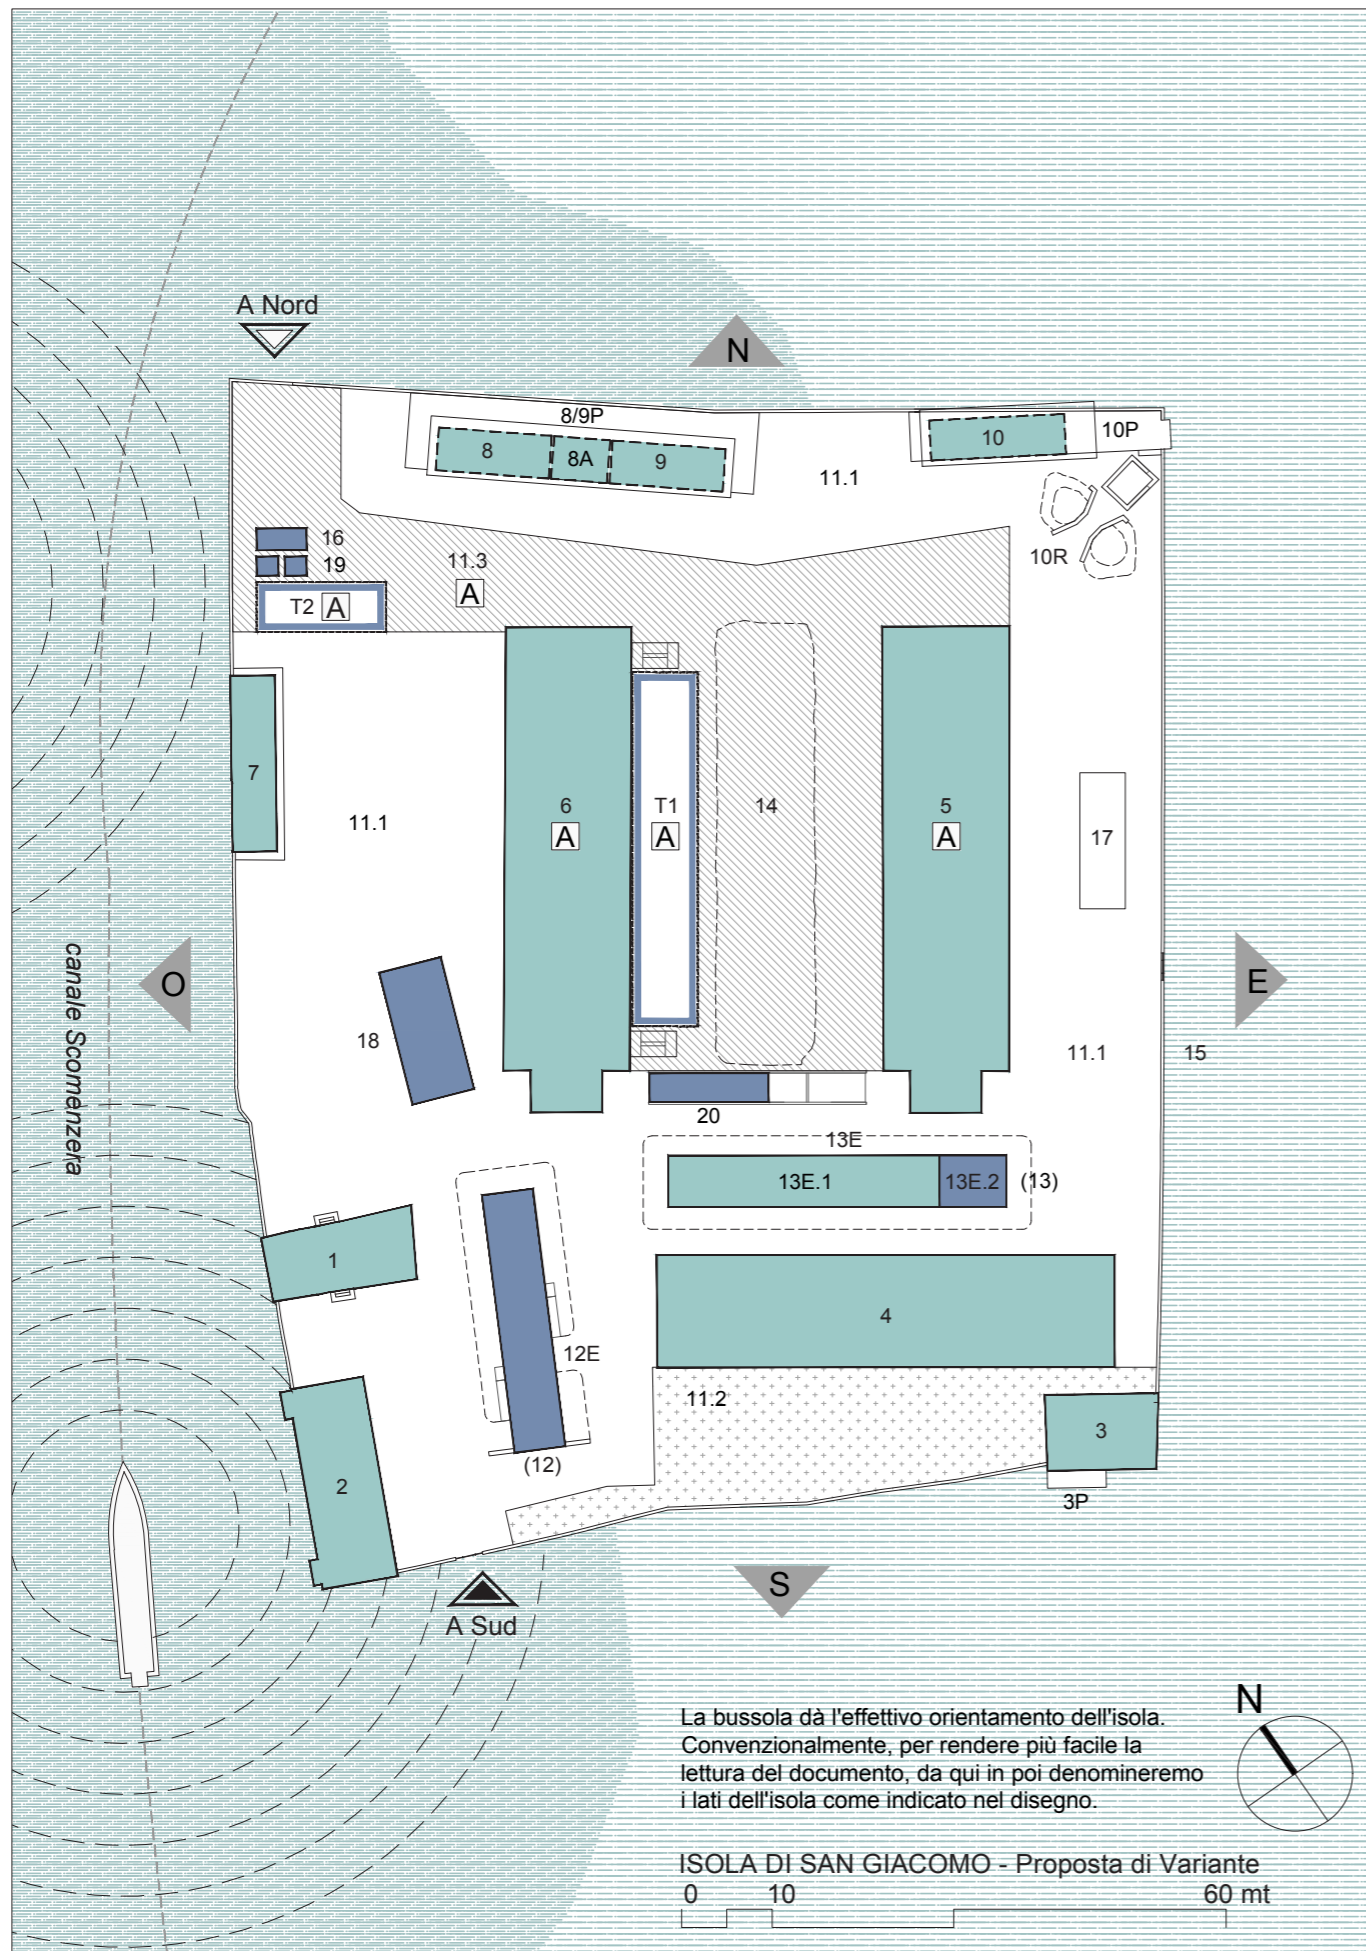 A Nord
N
8/9P
8
8A
9
10
10P
11.1
10R
16
19
11.3
A
T2 A
7
11.1
6
A
T1
A
14
5
A
17
canale Scomenzera
O
E
18
11.1
15
20
13E
13E.1
13E.2
(13)
1
4
12E
11.2
3
2
(12)
3P
S
A Sud
N
La bussola dà l'effettivo orientamento dell'isola.
Convenzionalmente, per rendere più facile la
lettura del documento, da qui in poi denomineremo
i lati dell'isola come indicato nel disegno.
ISOLA DI SAN GIACOMO - Proposta di Variante
0 10 60 mt